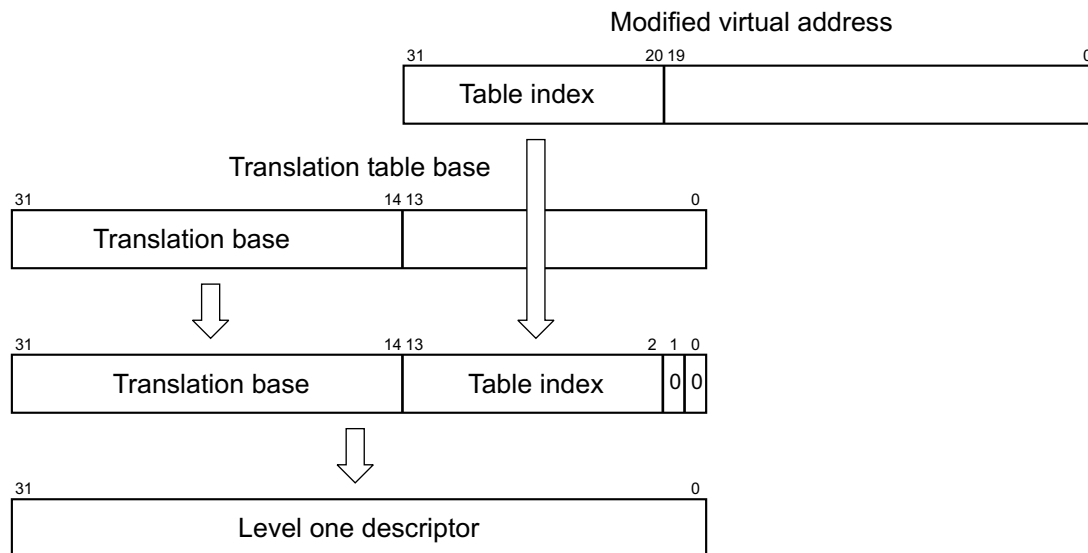 Modified virtual address
31 20 19 0
Table index
Translation table base
31 14 13 0
Translation base
31 14 13 2 1 0
Translation base Table index 0 0
31 0
Level one descriptor